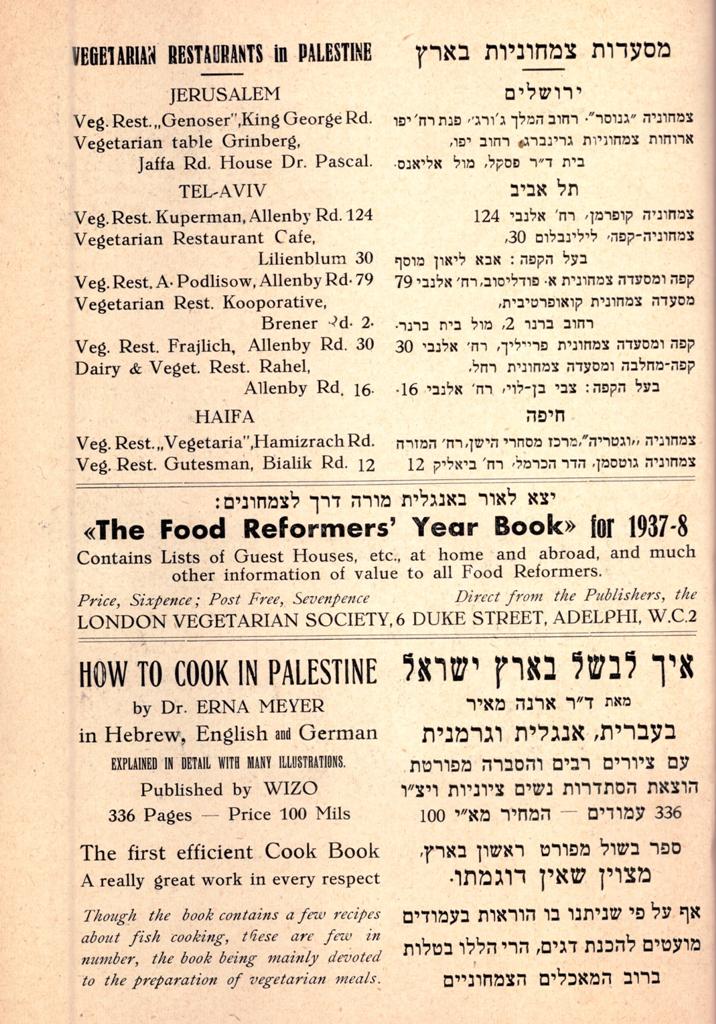 VEGETARIAN RESTAURANTS in PALESTINE
JERUSALEM
Veg. Rest. „Genoser", King George Rd.
Vegetarian table Grinberg,
Jaffa Rd. House Dr. Pascal.
TEL-AVIV
Veg. Rest. Kuperman, Allenby Rd. 124
Vegetarian Restaurant Cafe,
Lilienblum 30
Veg. Rest. A. Podlisow, Allenby Rd. 79
Vegetarian Rest. Kooporative,
Brener Rd. 2.
Veg. Rest. Frajlich, Allenby Rd. 30
Dairy & Veget. Rest. Rahel,
Allenby Rd. 16.
HAIFA
Veg. Rest. „Vegetaria", Hamizrach Rd.
Veg. Rest. Gutesman, Bialik Rd. 12
מסעדות צמחוניות בארץ
ירושלים
צמחוניה "גנוסר". רחוב המלך ג'ורג', פנת רח' יפו
ארוחות צמחוניות גרינברג, רחוב יפו,
בית ד"ר פסקל, מול אליאנס.
תל אביב
צמחוניה קופרמן, רח' אלנבי 124
צמחוניה-קפה, לילינבלום 30,
בעל הקפה: אבא ליאון מוסף
קפה ומסעדה צמחונית א. פודליסוב, רח' אלנבי 79
מסעדה צמחונית קואופרטיבית,
רחוב ברנר 2, מול בית ברנר.
קפה ומסעדה צמחונית פרייליך, רח' אלנבי 30
קפה-מחלבה ומסעדה צמחונית רחל,
בעל הקפה: צבי בן-לוי, רח' אלנבי 16.
חיפה
צמחוניה „וגטריה", מרכז מסחרי הישן, רח' המזרח
צמחוניה גוטסמן, הדר הכרמל, רח' ביאליק 12
יצא לאור באנגלית מורה דרך לצמחונים:
«The Food Reformers' Year Book» for 1937-8
Contains Lists of Guest Houses, etc., at home and abroad, and much
other information of value to all Food Reformers.
Price, Sixpence; Post Free, Sevenpence Direct from the Publishers, the
LONDON VEGETARIAN SOCIETY, 6 DUKE STREET, ADELPHI, W.C.2
HOW TO COOK IN PALESTINE
by Dr. ERNA MEYER
in Hebrew, English and German
EXPLAINED IN DETAIL WITH MANY ILLUSTRATIONS.
Published by WIZO
336 Pages — Price 100 Mils
The first efficient Cook Book
A really great work in every respect
Though the book contains a few recipes
about fish cooking, these are few in
number, the book being mainly devoted
to the preparation of vegetarian meals.
איך לבשל בארץ ישראל
מאת ד"ר ארנה מאיר
בעברית, אנגלית וגרמנית
עם ציורים רבים והסברה מפורטת
הוצאת הסתדרות נשים ציוניות ויצ"ו
336 עמודים — המחיר מא"י 100
ספר בשול מפורט ראשון בארץ,
מצוין שאין דוגמתו.
אף על פי שניתנו בו הוראות בעמודים
מועטים להכנת דגים, הרי הללו בטלות
ברוב המאכלים הצמחוניים